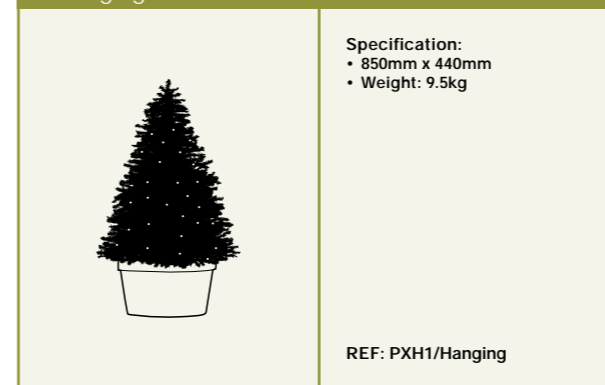 Specification:
• 850mm x 440mm
• Weight: 9.5kg
REF: PXH1/Hanging